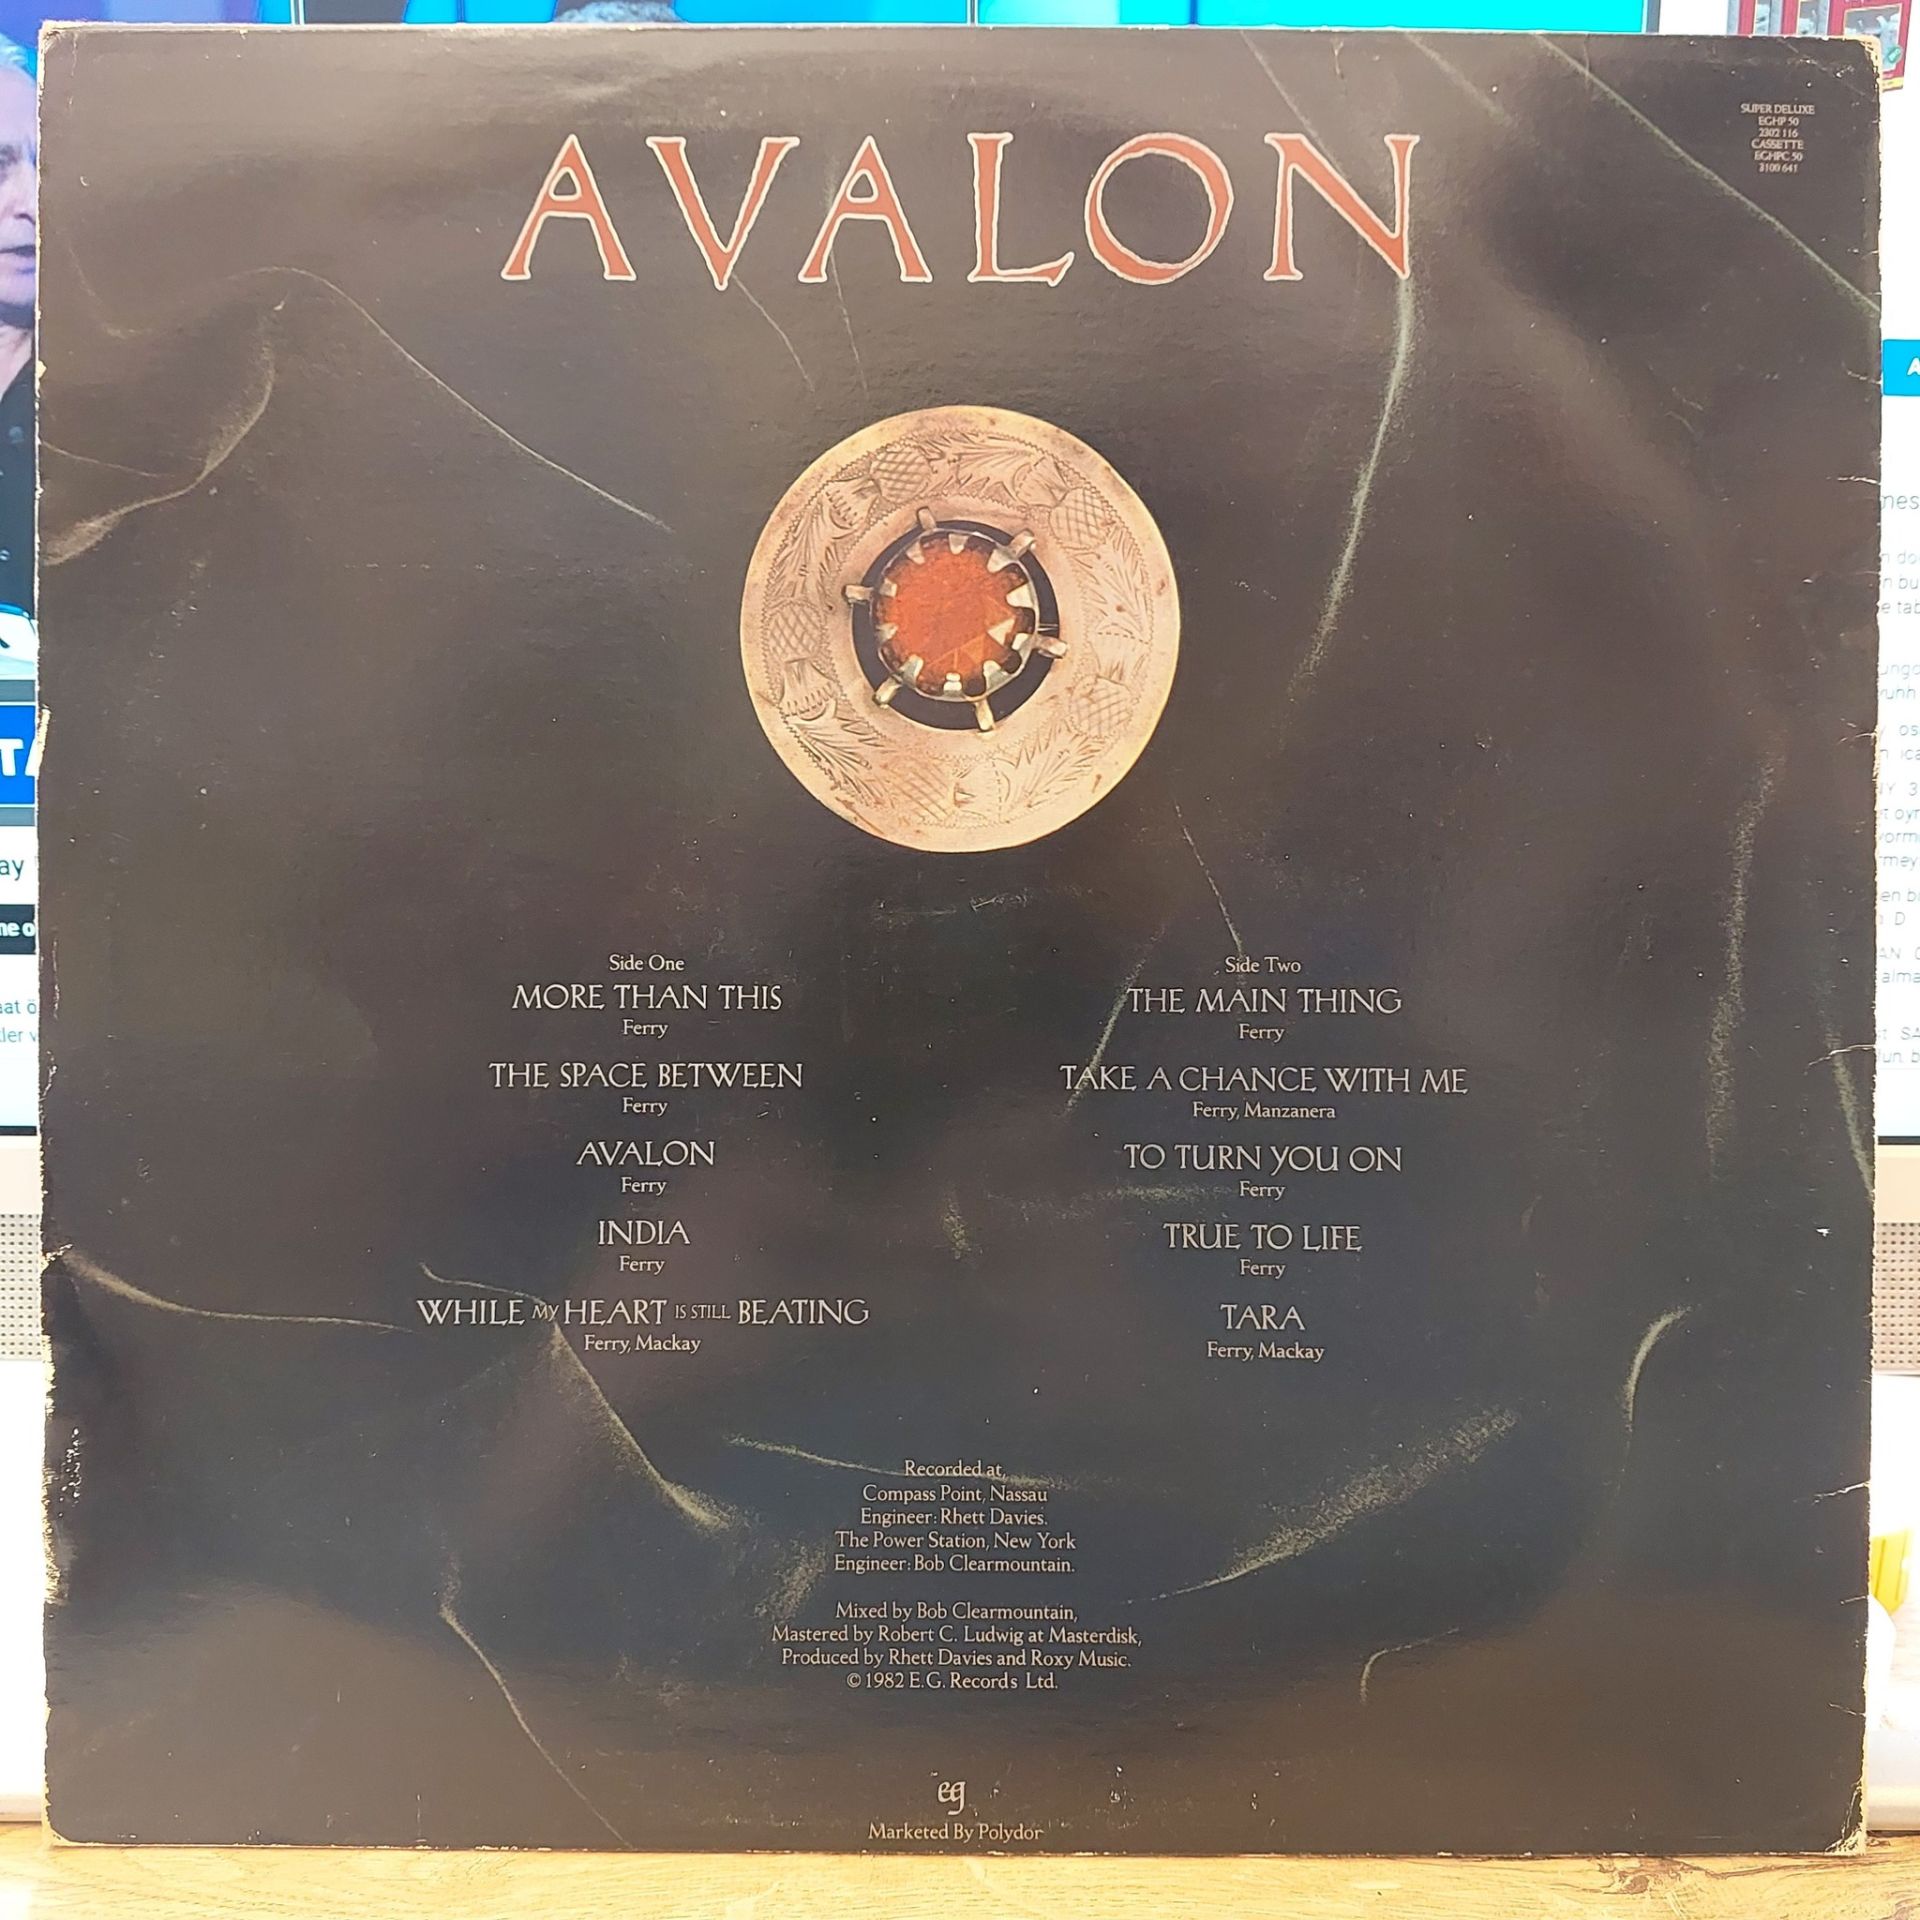 AVALON
SUPER DELUXE
EGHP 50
2302 116
CASSETTE
EGHPC 50
3100 641
Side One
MORE THAN THIS
Ferry
THE SPACE BETWEEN
Ferry
AVALON
Ferry
INDIA
Ferry
WHILE MY HEART IS STILL BEATING
Ferry, Mackay
Side Two
THE MAIN THING
Ferry
TAKE A CHANCE WITH ME
Ferry, Manzanera
TO TURN YOU ON
Ferry
TRUE TO LIFE
Ferry
TARA
Ferry, Mackay
Recorded at,
Compass Point, Nassau
Engineer: Rhett Davies.
The Power Station, New York
Engineer: Bob Clearmountain.
Mixed by Bob Clearmountain,
Mastered by Robert C. Ludwig at Masterdisk,
Produced by Rhett Davies and Roxy Music.
© 1982 E.G. Records Ltd.
eg
Marketed By Polydor